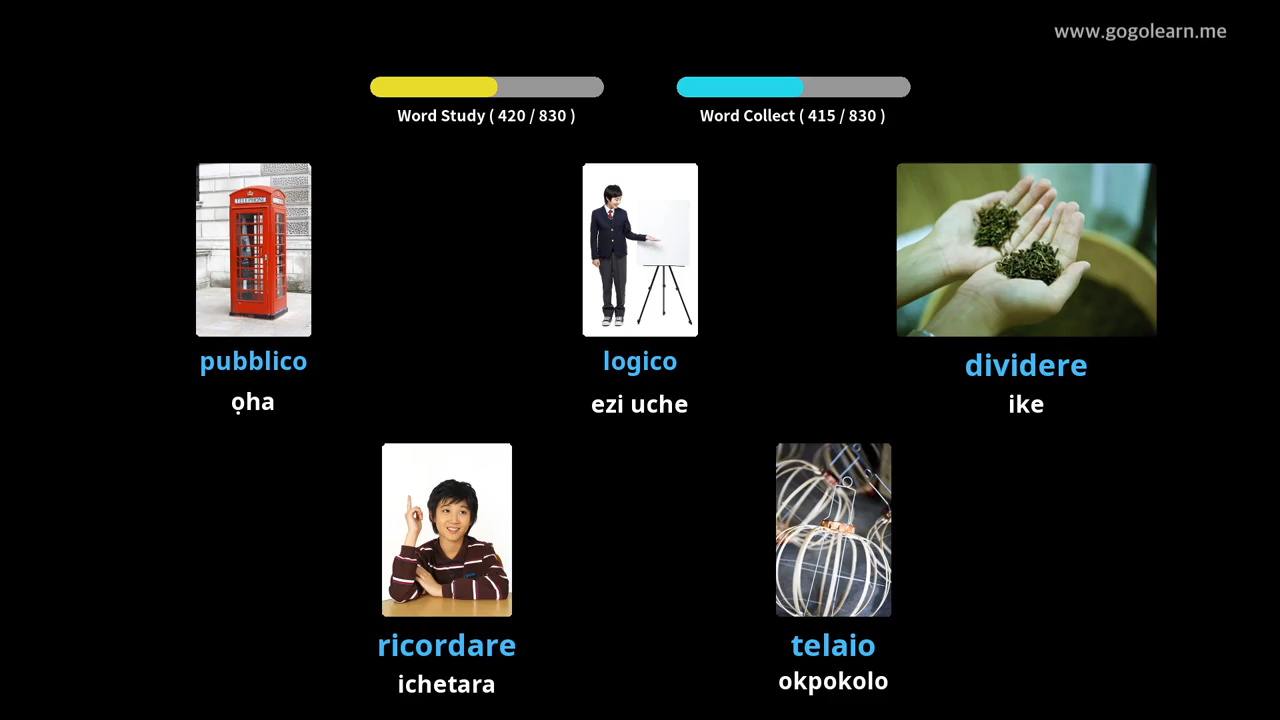 www.gogolearn.me
Word Study ( 420 / 830 )
Word Collect ( 415 / 830 )
TELEPHONE
pubblico
ọha
logico
ezi uche
dividere
ike
ricordare
ichetara
telaio
okpokolo